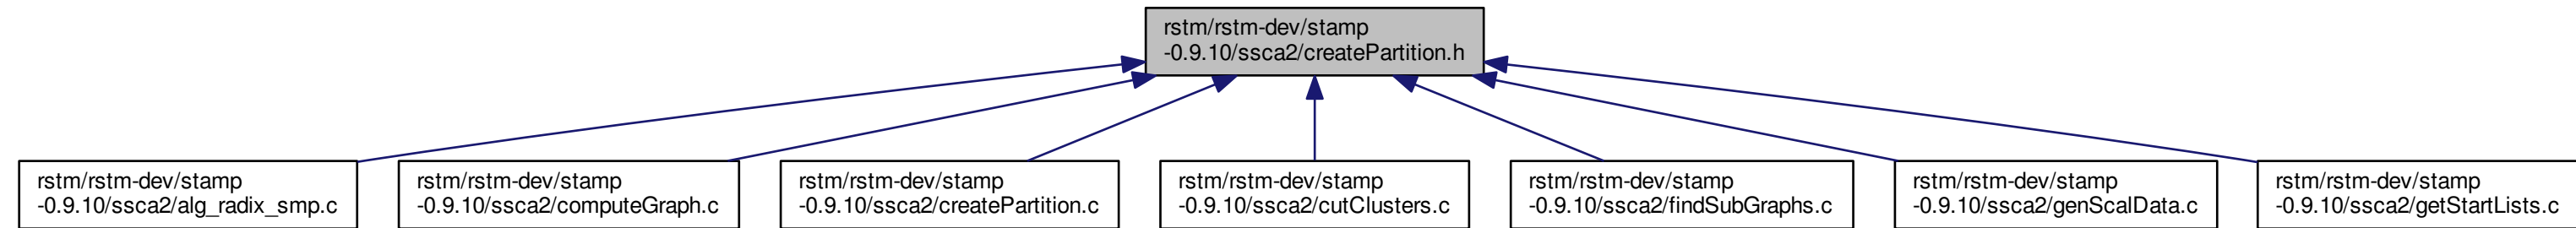 rstm/rstm-dev/stamp
-0.9.10/ssca2/createPartition.h
rstm/rstm-dev/stamp
-0.9.10/ssca2/alg_radix_smp.c
rstm/rstm-dev/stamp
-0.9.10/ssca2/computeGraph.c
rstm/rstm-dev/stamp
-0.9.10/ssca2/createPartition.c
rstm/rstm-dev/stamp
-0.9.10/ssca2/cutClusters.c
rstm/rstm-dev/stamp
-0.9.10/ssca2/findSubGraphs.c
rstm/rstm-dev/stamp
-0.9.10/ssca2/genScalData.c
rstm/rstm-dev/stamp
-0.9.10/ssca2/getStartLists.c